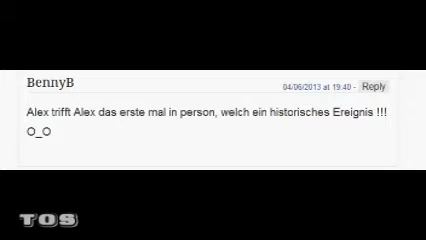 BennyB
04/06/2013 at 19:40 - Reply
Alex trifft Alex das erste mal in person, welch ein historisches Ereignis !!!
O_O
TOS